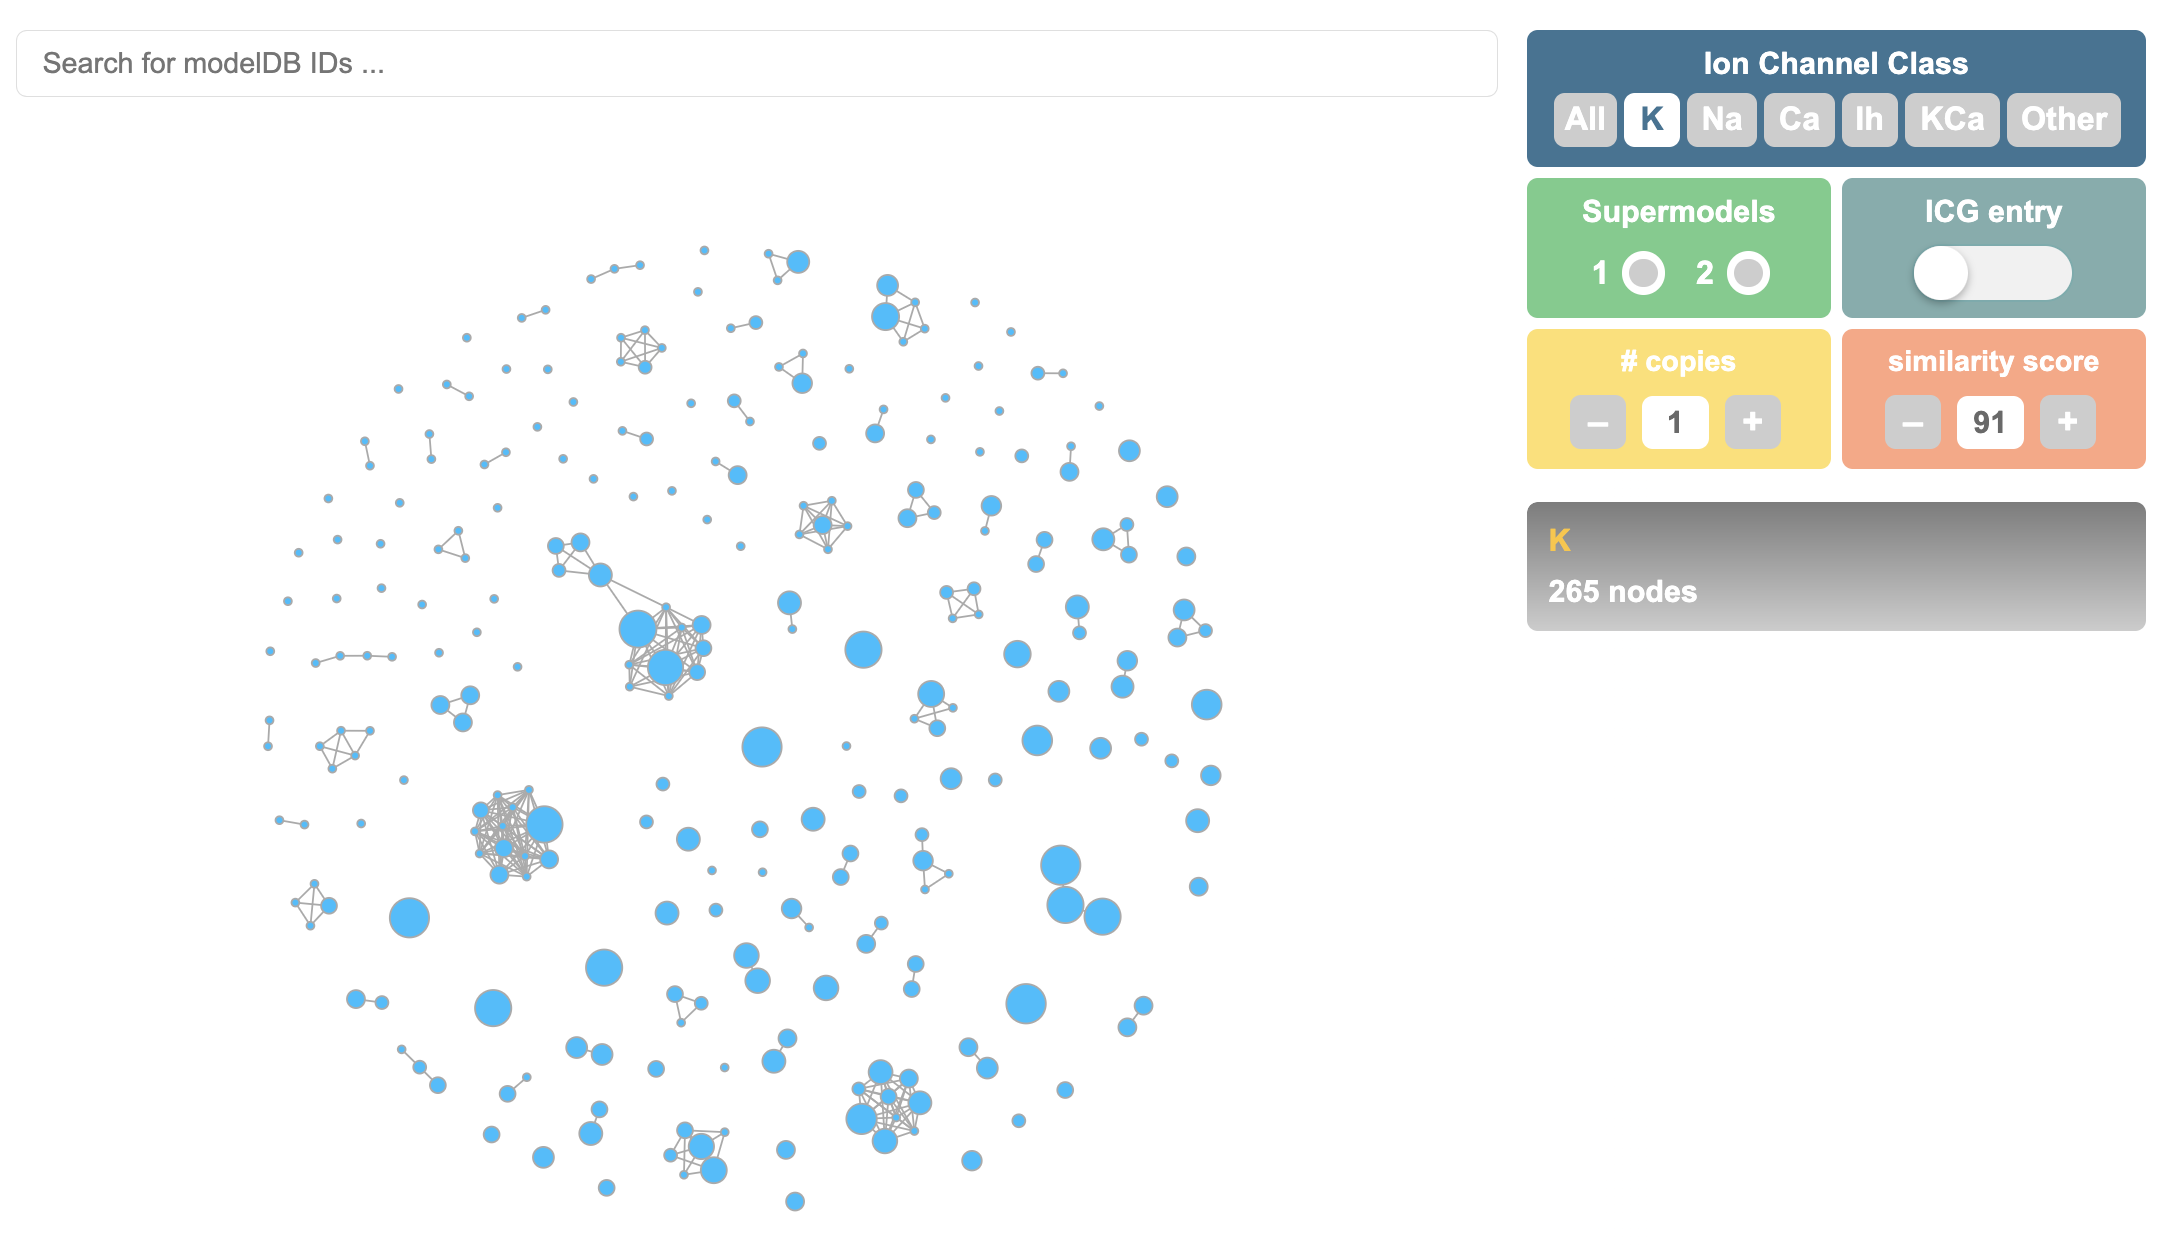 Search for modelDB IDs ...
Ion Channel Class
All K Na Ca Ih KCa Other
Supermodels
1 2
ICG entry
# copies
– 1 +
similarity score
– 91 +
K
265 nodes